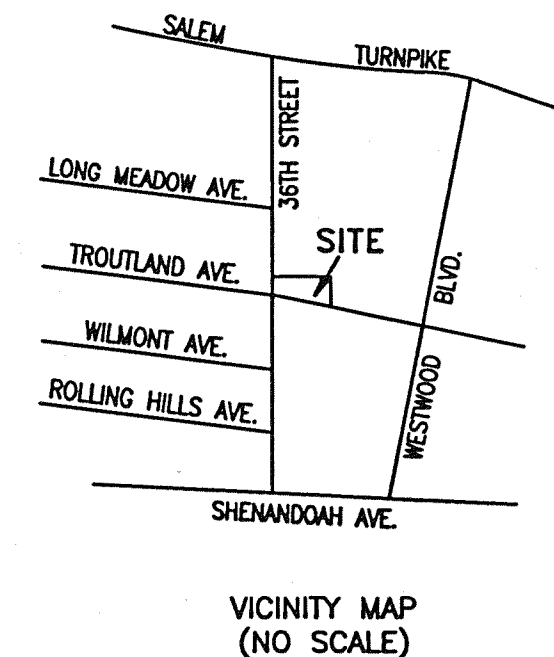 SALEM
TURNPIKE
36TH STREET
LONG MEADOW AVE.
SITE
TROUTLAND AVE.
BLVD.
WILMONT AVE.
WESTWOOD
ROLLING HILLS AVE.
SHENANDOAH AVE.
VICINITY MAP
(NO SCALE)